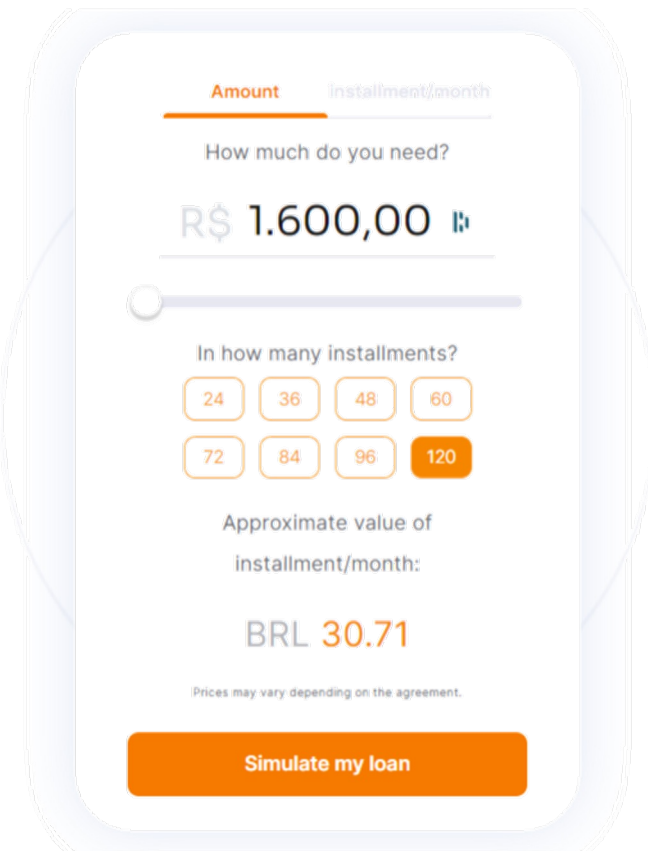 Amount installment/month
How much do you need?
R$ 1.600,00
In how many installments?
24 36 48 60
72 84 96 120
Approximate value of
installment/month:
BRL 30.71
Prices may vary depending on the agreement.
Simulate my loan